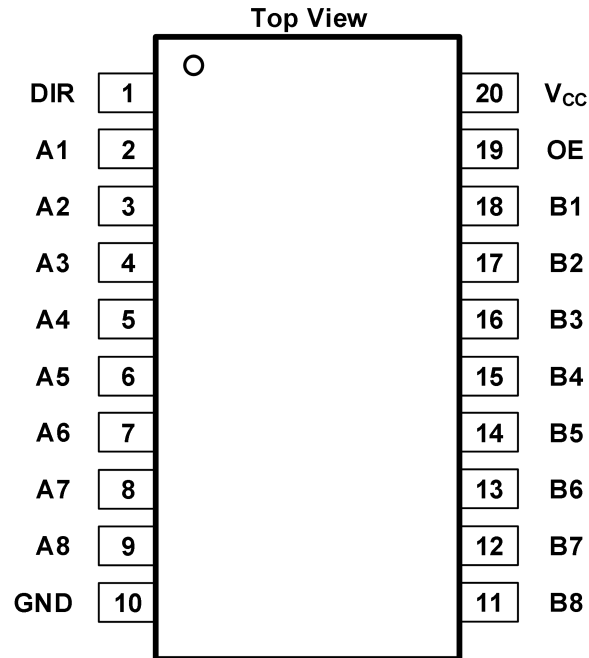 Top View
DIR 1 20 VCC
A1 2 19 OE
A2 3 18 B1
A3 4 17 B2
A4 5 16 B3
A5 6 15 B4
A6 7 14 B5
A7 8 13 B6
A8 9 12 B7
GND 10 11 B8